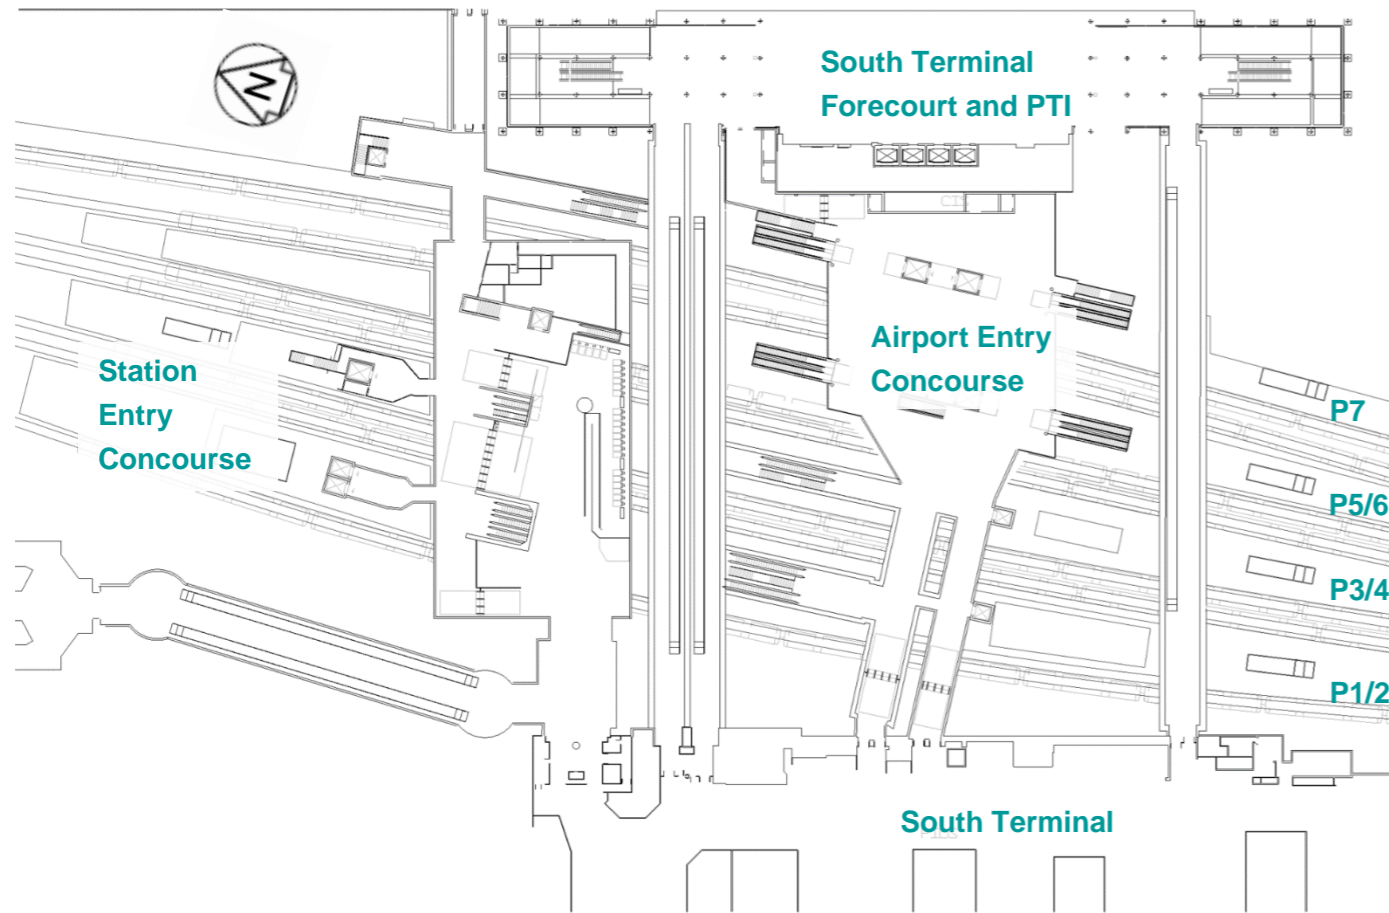 N
South Terminal
Forecourt and PTI
Airport Entry
Concourse
Station
Entry
Concourse
P7
P5/6
P3/4
P1/2
South Terminal